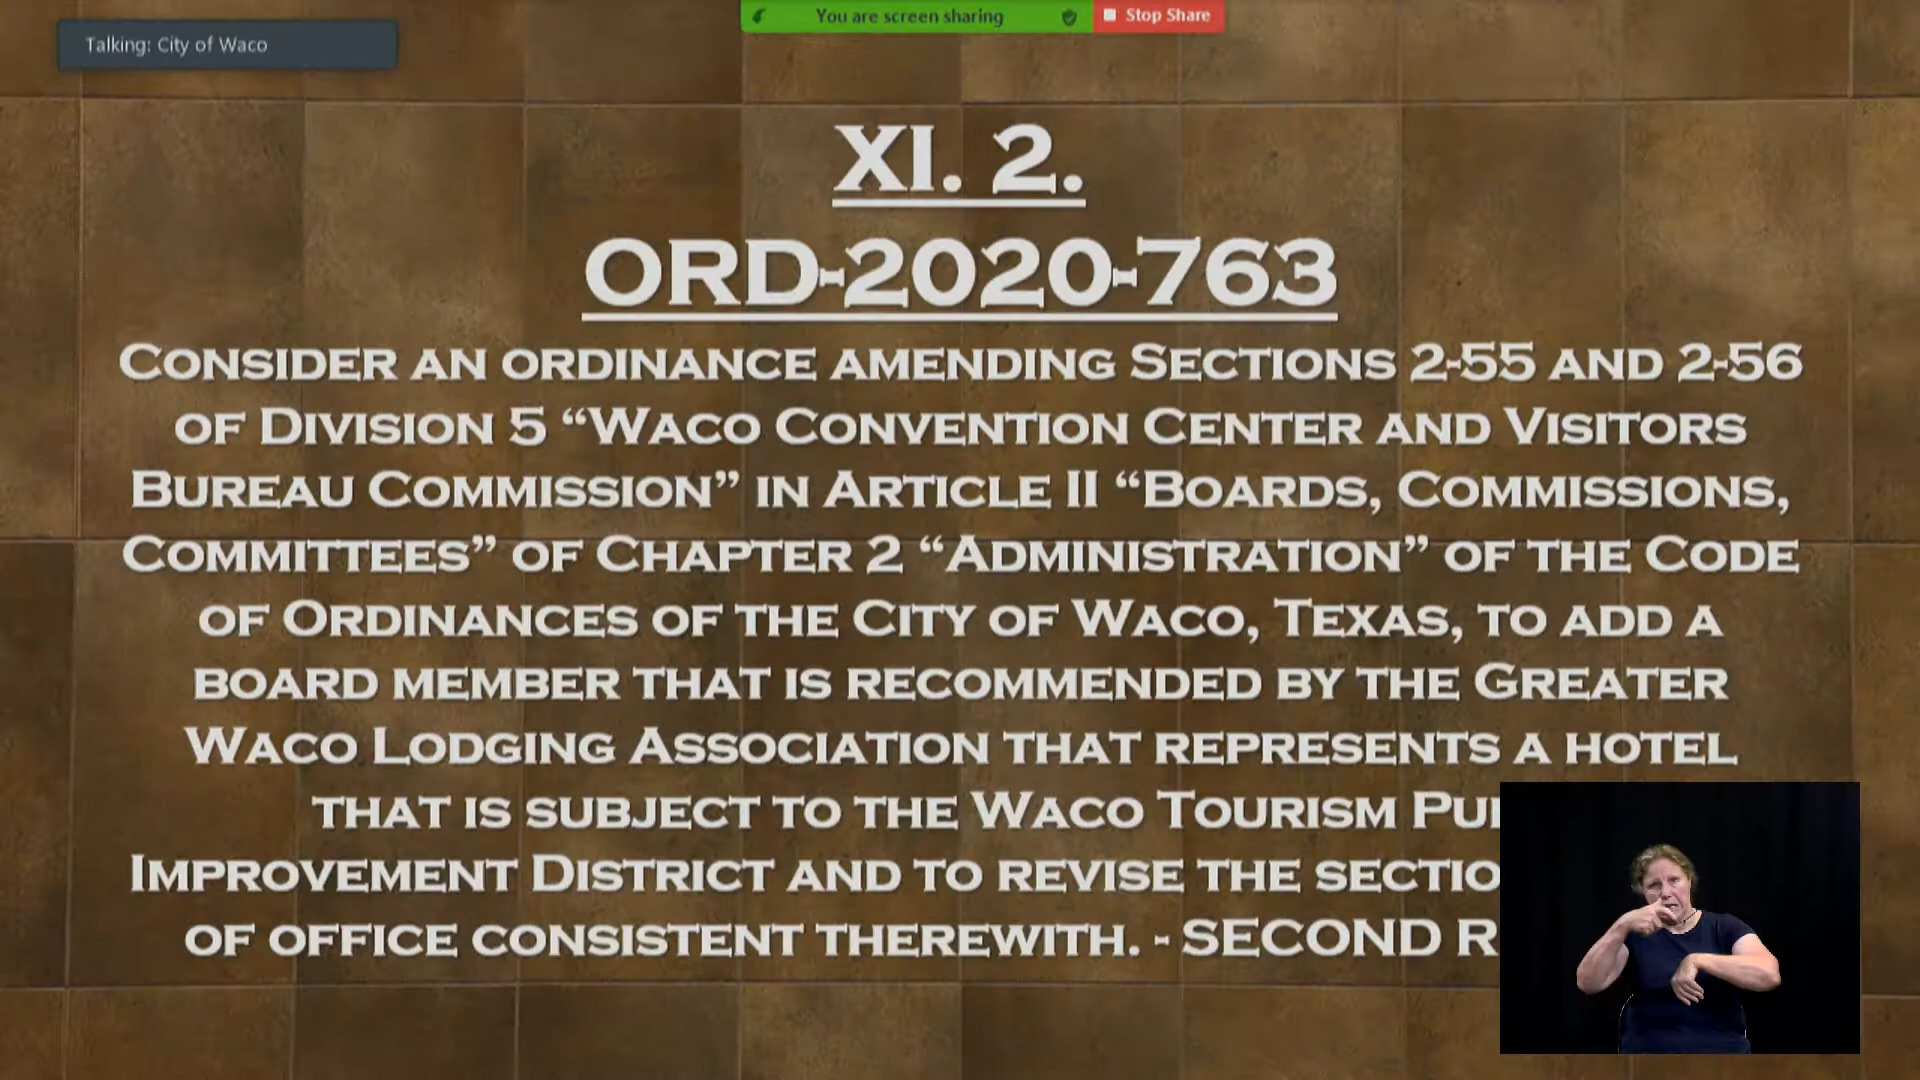 You are screen sharing
Stop Share
Talking: City of Waco
XI. 2.
ORD-2020-763
Consider an ordinance amending Sections 2-55 and 2-56
of Division 5 “Waco Convention Center and Visitors
Bureau Commission” in Article II “Boards, Commissions,
Committees” of Chapter 2 “Administration” of the Code
of Ordinances of the City of Waco, Texas, to add a
board member that is recommended by the Greater
Waco Lodging Association that represents a hotel
that is subject to the Waco Tourism
Improvement District and to revise the
of office consistent therewith. - SECOND